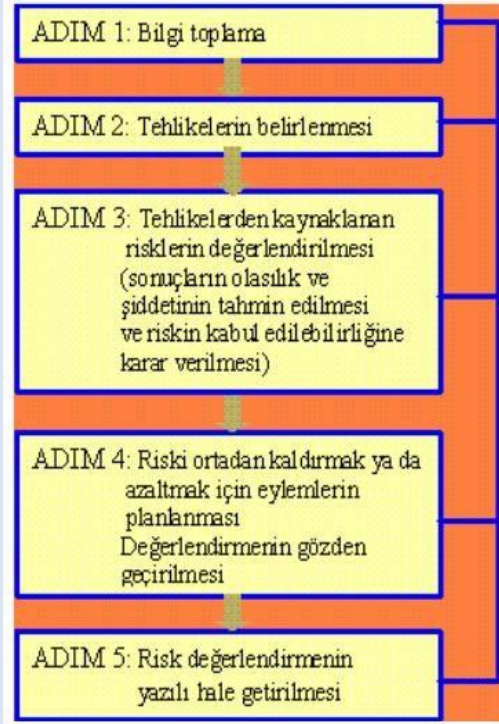 ADIM 1: Bilgi toplama
ADIM 2: Tehlikelerin belirlenmesi
ADIM 3: Tehlikelerden kaynaklanan
risklerin değerlendirilmesi
(sonuçların olasılık ve
şiddetinin tahmin edilmesi
ve riskin kabul edilebilirliğine
karar verilmesi)
ADIM 4: Riski ortadan kaldırmak ya da
azaltmak için eylemlerin
planlanması
Değerlendirmenin gözden
geçirilmesi
ADIM 5: Risk değerlendirmenin
yazılı hale getirilmesi